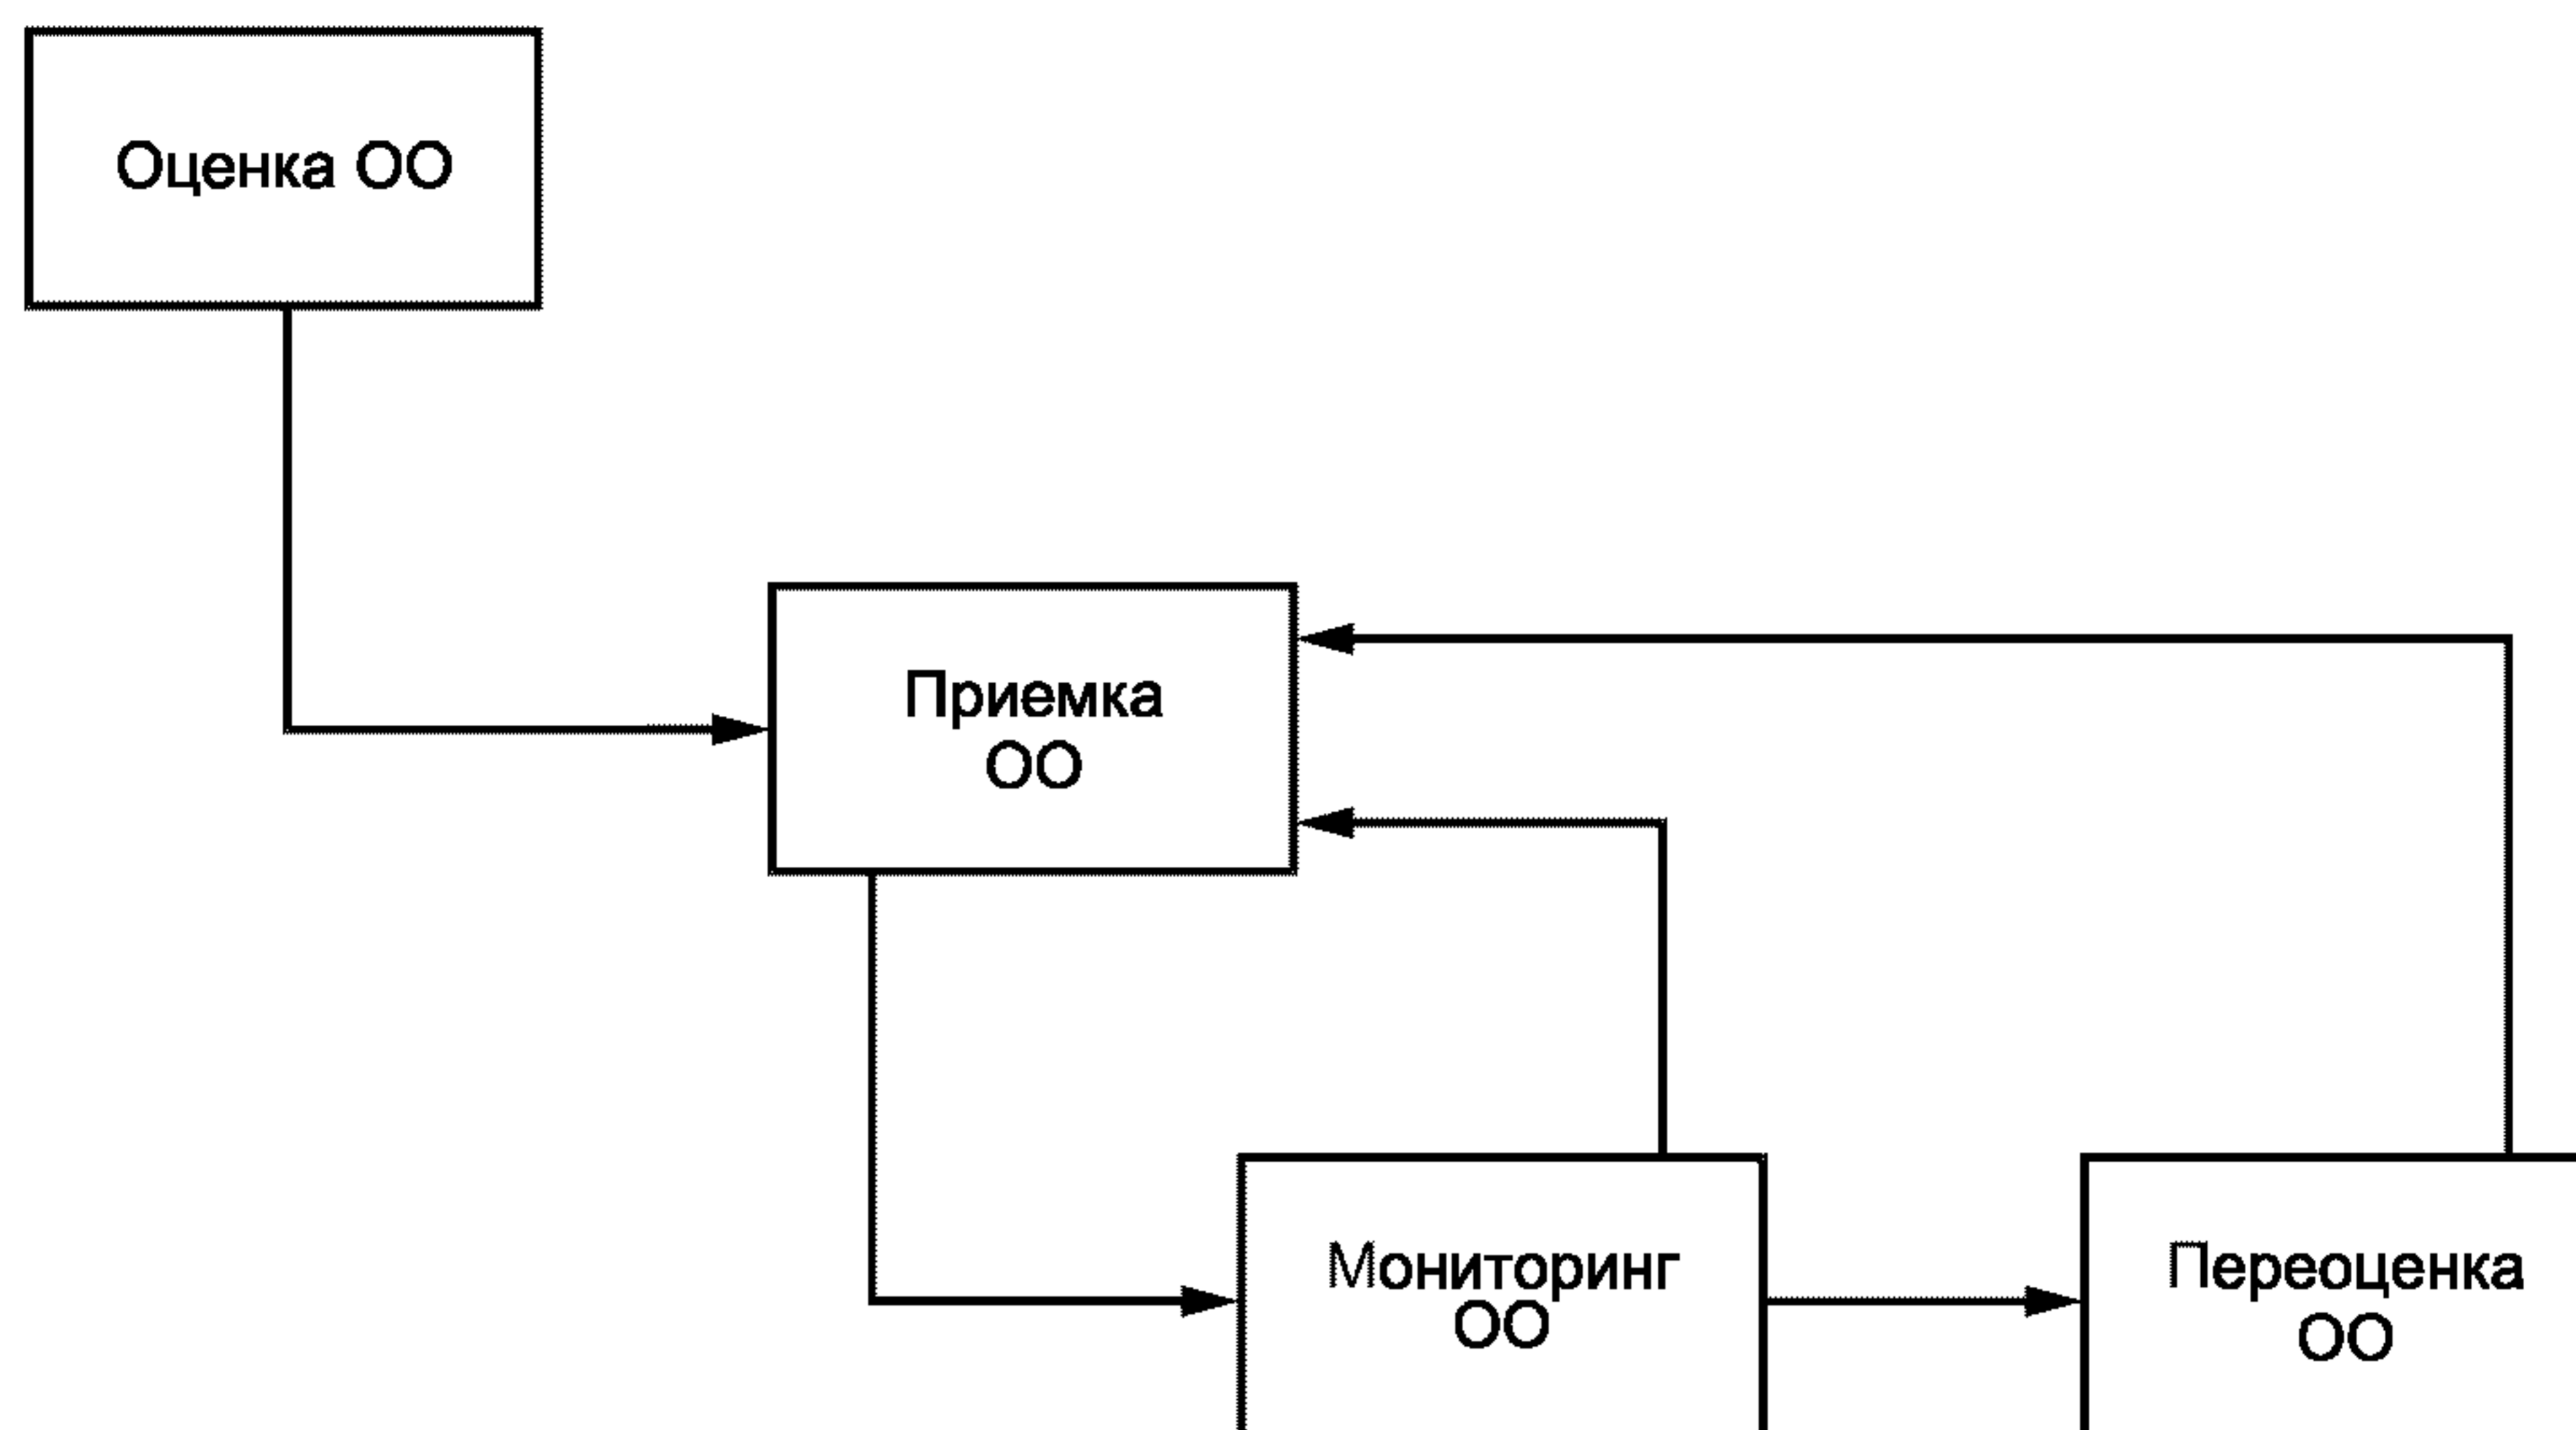 Оценка ОО
Приемка
ОО
Мониторинг
ОО
Переоценка
ОО